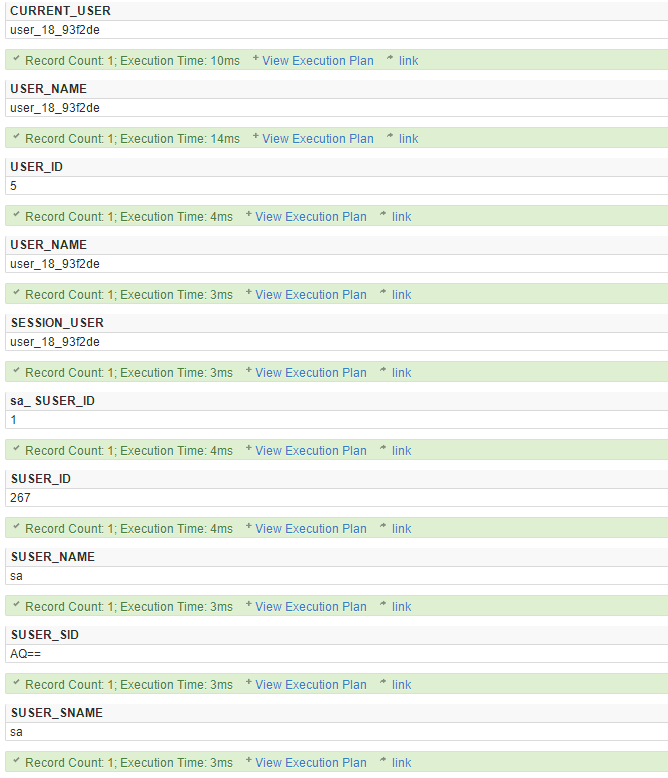 CURRENT_USER
user_18_93f2de
Record Count: 1; Execution Time: 10ms + View Execution Plan link
USER_NAME
user_18_93f2de
Record Count: 1; Execution Time: 14ms + View Execution Plan link
USER_ID
5
Record Count: 1; Execution Time: 4ms + View Execution Plan link
USER_NAME
user_18_93f2de
Record Count: 1; Execution Time: 3ms + View Execution Plan link
SESSION_USER
user_18_93f2de
Record Count: 1; Execution Time: 3ms + View Execution Plan link
sa_ SUSER_ID
1
Record Count: 1; Execution Time: 4ms + View Execution Plan link
SUSER_ID
267
Record Count: 1; Execution Time: 4ms + View Execution Plan link
SUSER_NAME
sa
Record Count: 1; Execution Time: 3ms + View Execution Plan link
SUSER_SID
AQ==
Record Count: 1; Execution Time: 3ms + View Execution Plan link
SUSER_SNAME
sa
Record Count: 1; Execution Time: 3ms + View Execution Plan link